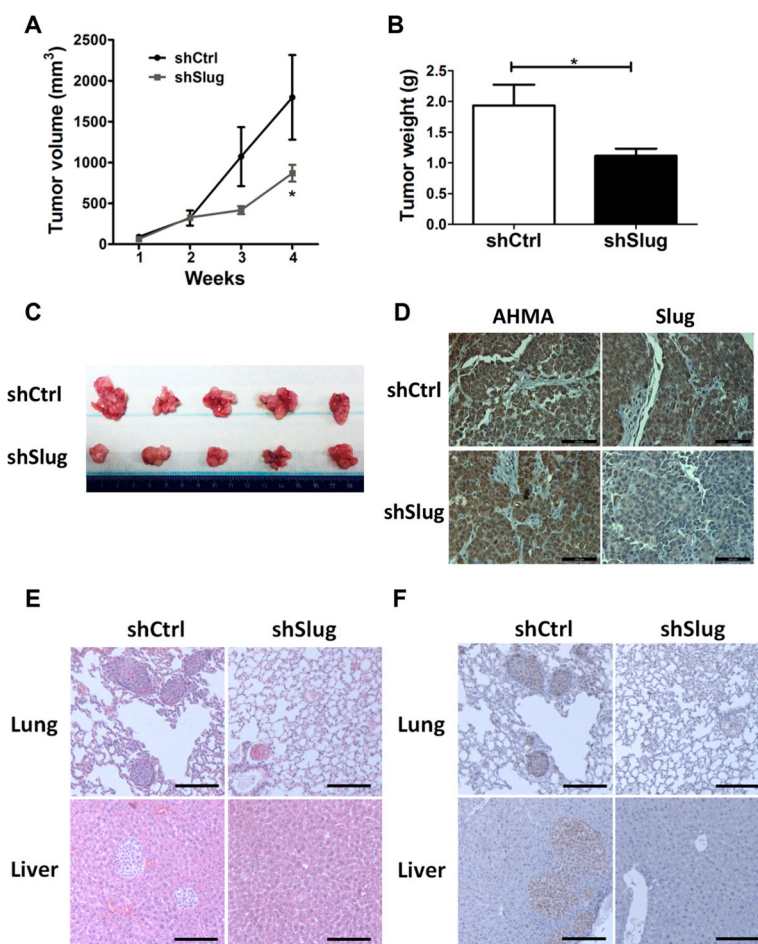 A
shCtrl
shSlug
Tumor volume (mm³)
2500
2000
1500
1000
500
0
*
1 2 3 4
Weeks
B
*
Tumor weight (g)
2.5
2.0
1.5
1.0
0.5
0.0
shCtrl shSlug
C
shCtrl
shSlug
D
AHMA Slug
shCtrl
shSlug
E
shCtrl shSlug
Lung
Liver
F
shCtrl shSlug
Lung
Liver